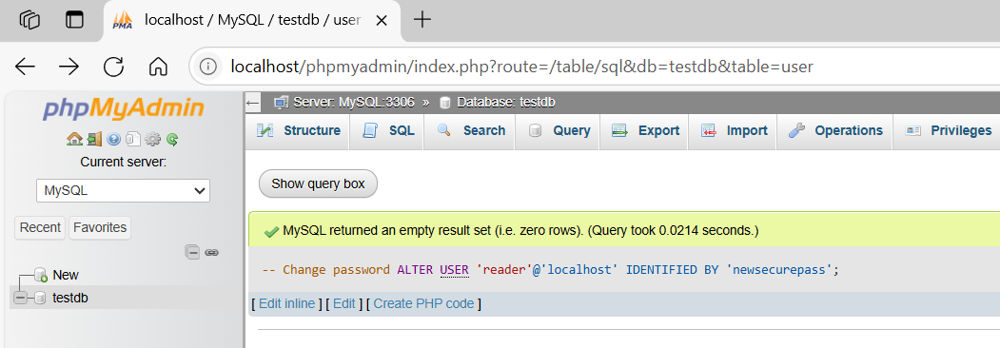 localhost / MySQL / testdb / user
localhost/phpmyadmin/index.php?route=/table/sql&db=testdb&table=user
phpMyAdmin
Current server:
MySQL
Recent Favorites
New
testdb
Server: MySQL:3306 » Database: testdb
Structure SQL Search Query Export Import Operations Privileges
Show query box
MySQL returned an empty result set (i.e. zero rows). (Query took 0.0214 seconds.)
-- Change password ALTER USER 'reader'@'localhost' IDENTIFIED BY 'newsecurepass';
[ Edit inline ] [ Edit ] [ Create PHP code ]